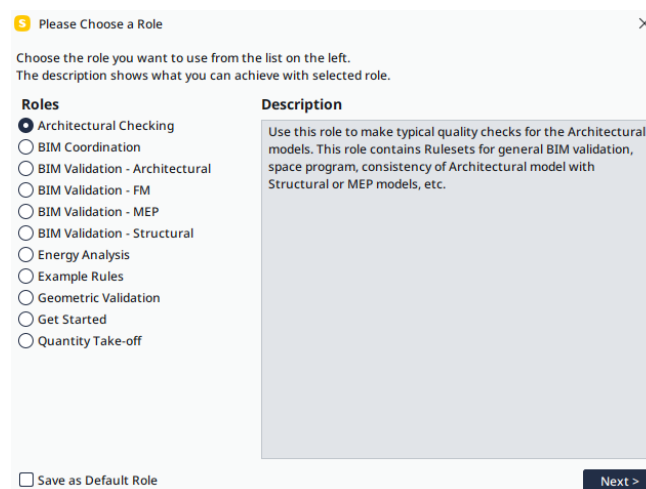 S Please Choose a Role
Choose the role you want to use from the list on the left.
The description shows what you can achieve with selected role.
Roles
Architectural Checking
BIM Coordination
BIM Validation - Architectural
BIM Validation - FM
BIM Validation - MEP
BIM Validation - Structural
Energy Analysis
Example Rules
Geometric Validation
Get Started
Quantity Take-off
Description
Use this role to make typical quality checks for the Architectural
models. This role contains Rulesets for general BIM validation,
space program, consistency of Architectural model with
Structural or MEP models, etc.
Save as Default Role
Next >